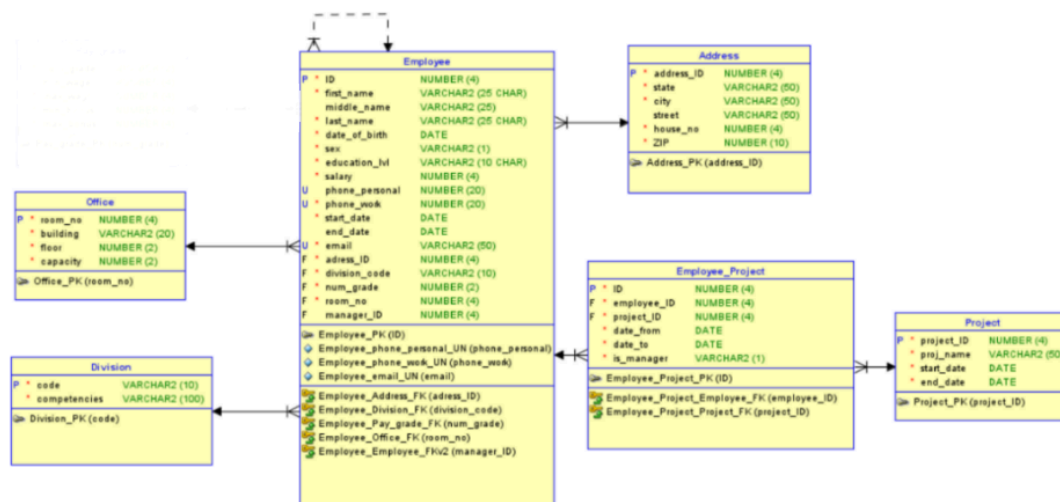 Employee
P * ID NUMBER (4)
* first_name VARCHAR2 (25 CHAR)
middle_name VARCHAR2 (25)
* last_name VARCHAR2 (25 CHAR)
* date_of_birth DATE
* sex VARCHAR2 (1)
* education_lvl VARCHAR2 (10 CHAR)
* salary NUMBER (4)
U phone_personal NUMBER (20)
U * phone_work NUMBER (20)
* start_date DATE
end_date DATE
U * email VARCHAR2 (50)
F * adress_ID NUMBER (4)
F * division_code VARCHAR2 (10)
F * num_grade NUMBER (2)
F * room_no NUMBER (4)
F manager_ID NUMBER (4)
Employee_PK (ID)
Employee_phone_personal_UN (phone_personal)
Employee_phone_work_UN (phone_work)
Employee_email_UN (email)
Employee_Address_FK (adress_ID)
Employee_Division_FK (division_code)
Employee_Pay_grade_FK (num_grade)
Employee_Office_FK (room_no)
Employee_Employee_FKv2 (manager_ID)
Address
P * address_ID NUMBER (4)
* state VARCHAR2 (50)
* city VARCHAR2 (50)
street VARCHAR2 (50)
* house_no NUMBER (4)
* ZIP NUMBER (10)
Address_PK (address_ID)
Office
P * room_no NUMBER (4)
* building VARCHAR2 (20)
* floor NUMBER (2)
* capacity NUMBER (2)
Office_PK (room_no)
Division
P * code VARCHAR2 (10)
* competencies VARCHAR2 (100)
Division_PK (code)
Employee_Project
P * ID NUMBER (4)
F * employee_ID NUMBER (4)
F * project_ID NUMBER (4)
* date_from DATE
* date_to DATE
* is_manager VARCHAR2 (1)
Employee_Project_PK (ID)
Employee_Project_Employee_FK (employee_ID)
Employee_Project_Project_FK (project_ID)
Project
P * project_ID NUMBER (4)
* proj_name VARCHAR2 (50
* start_date DATE
* end_date DATE
Project_PK (project_ID)